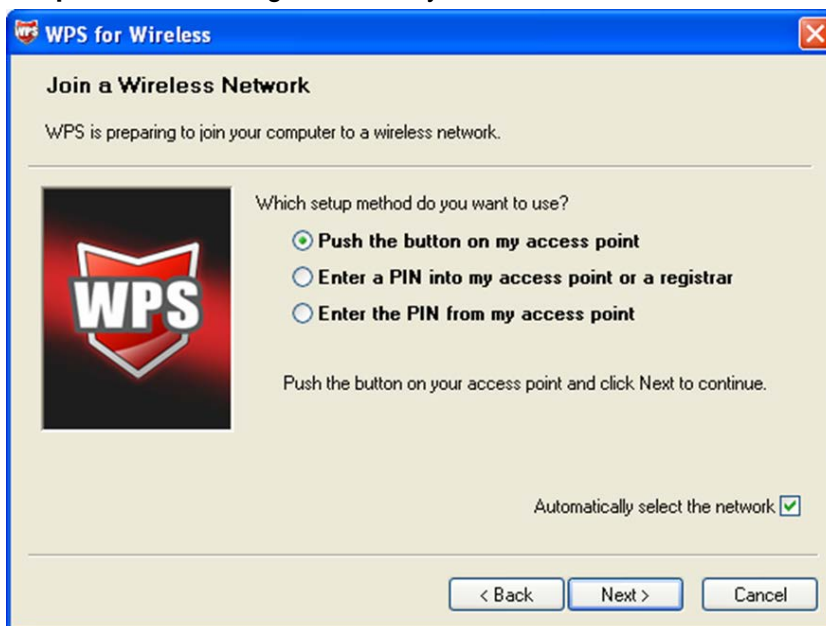 WPS for Wireless
Join a Wireless Network
WPS is preparing to join your computer to a wireless network.
Which setup method do you want to use?
Push the button on my access point
Enter a PIN into my access point or a registrar
Enter the PIN from my access point
WPS
Push the button on your access point and click Next to continue.
Automatically select the network
< Back
Next >
Cancel